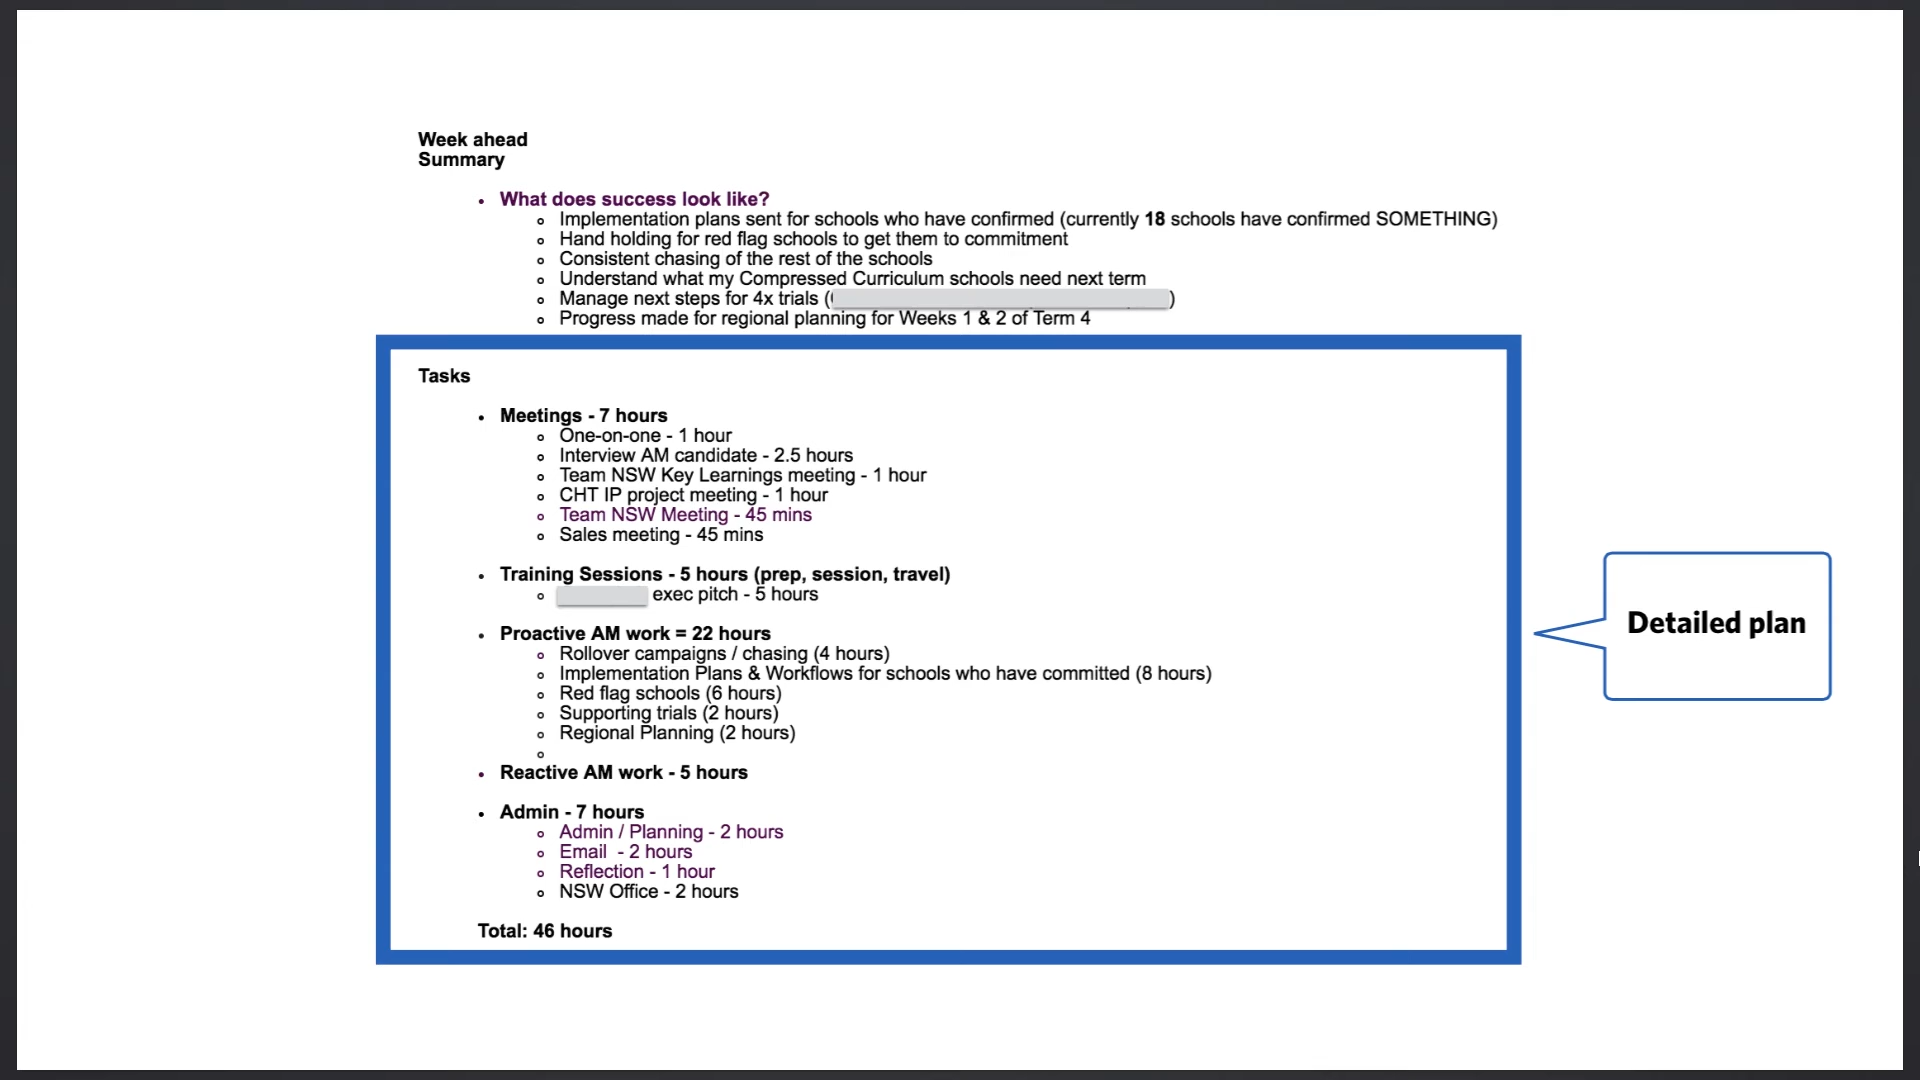 Week ahead
Summary
• What does success look like?
o Implementation plans sent for schools who have confirmed (currently 18 schools have confirmed SOMETHING)
o Hand holding for red flag schools to get them to commitment
o Consistent chasing of the rest of the schools
o Understand what my Compressed Curriculum schools need next term
o Manage next steps for 4x trials ( )
o Progress made for regional planning for Weeks 1 & 2 of Term 4
Tasks
• Meetings - 7 hours
o One-on-one - 1 hour
o Interview AM candidate - 2.5 hours
o Team NSW Key Learnings meeting - 1 hour
o CHT IP project meeting - 1 hour
o Team NSW Meeting - 45 mins
o Sales meeting - 45 mins
• Training Sessions - 5 hours (prep, session, travel)
o exec pitch - 5 hours
• Proactive AM work = 22 hours
o Rollover campaigns / chasing (4 hours)
o Implementation Plans & Workflows for schools who have committed (8 hours)
o Red flag schools (6 hours)
o Supporting trials (2 hours)
o Regional Planning (2 hours)
o
• Reactive AM work - 5 hours
• Admin - 7 hours
o Admin / Planning - 2 hours
o Email  - 2 hours
o Reflection - 1 hour
o NSW Office - 2 hours
Total: 46 hours
Detailed plan